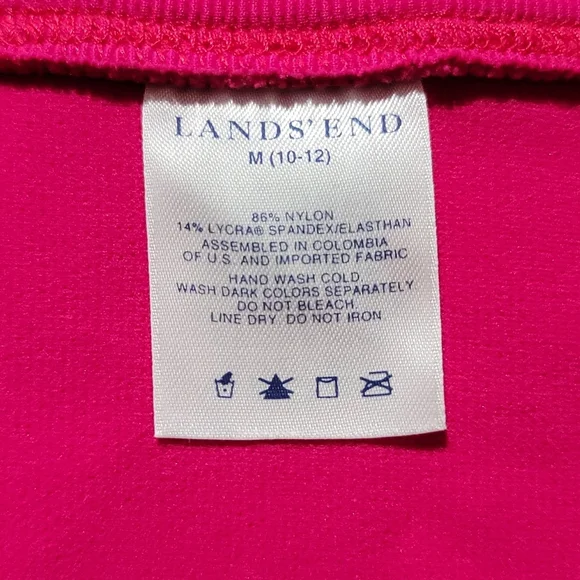 LANDS' END
M (10-12)
86% NYLON
14% LYCRA® SPANDEX/ELASTHAN
ASSEMBLED IN COLOMBIA
OF U.S. AND IMPORTED FABRIC
HAND WASH COLD.
WASH DARK COLORS SEPARATELY
DO NOT BLEACH.
LINE DRY. DO NOT IRON